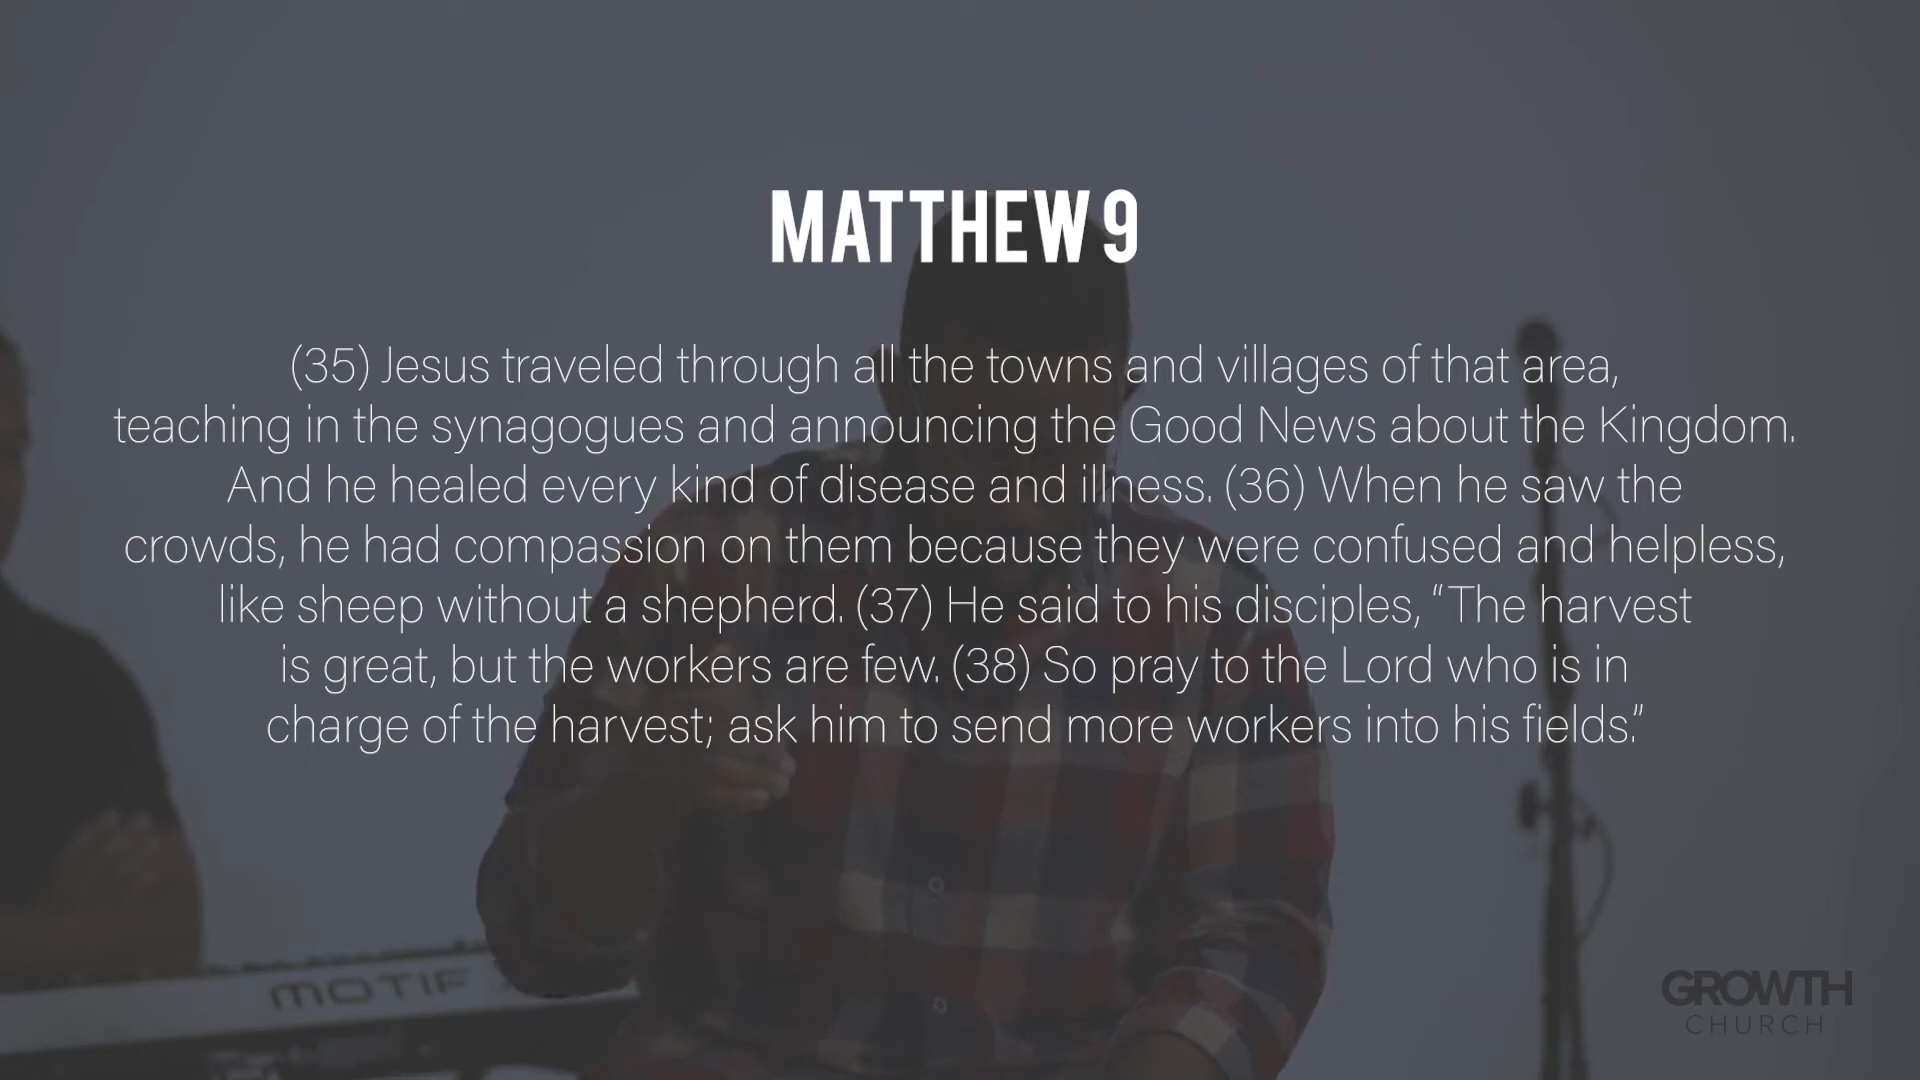 MATTHEW 9
(35) Jesus traveled through all the towns and villages of that area,
teaching in the synagogues and announcing the Good News about the Kingdom.
And he healed every kind of disease and illness. (36) When he saw the
crowds, he had compassion on them because they were confused and helpless,
like sheep without a shepherd. (37) He said to his disciples, “The harvest
is great, but the workers are few. (38) So pray to the Lord who is in
charge of the harvest; ask him to send more workers into his fields.”
MOTIF
GROWTH
CHURCH